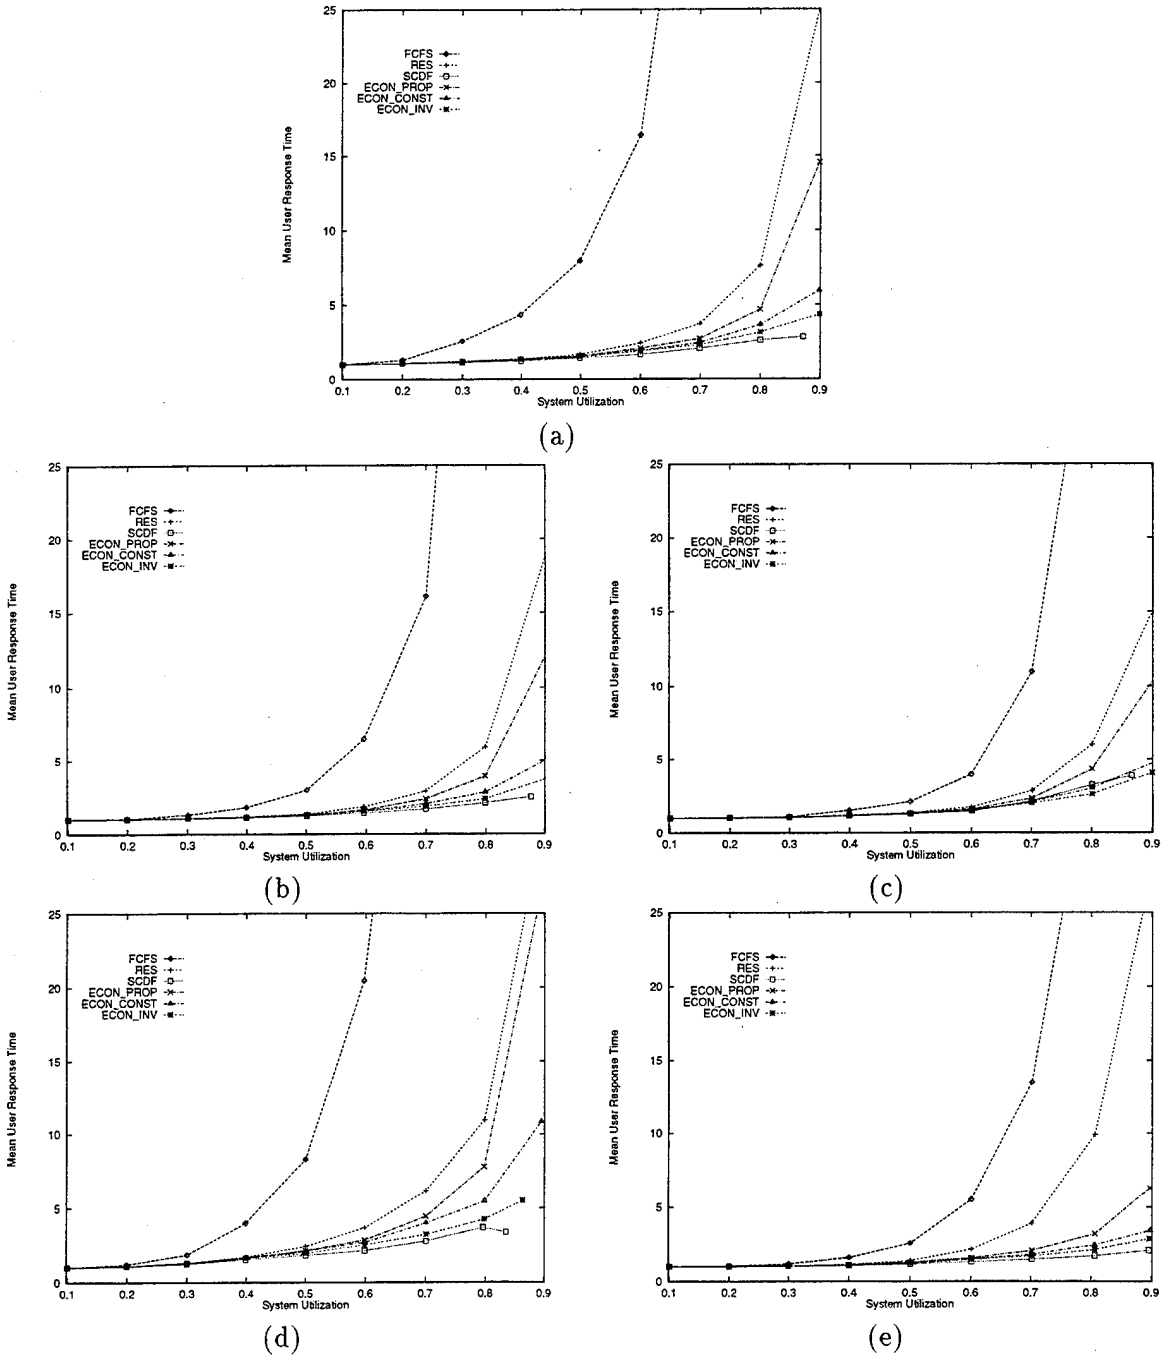 25
20
15
10
5
0
Mean User Response Time
FCFS
RES
SCDF
ECON_PROP
ECON_CONST
ECON_INV
0.1 0.2 0.3 0.4 0.5 0.6 0.7 0.8 0.9
System Utilization
(a)
25
20
15
10
5
0
Mean User Response Time
FCFS
RES
SCDF
ECON_PROP
ECON_CONST
ECON_INV
0.1 0.2 0.3 0.4 0.5 0.6 0.7 0.8 0.9
System Utilization
(b)
25
20
15
10
5
0
Mean User Response Time
FCFS
RES
SCDF
ECON_PROP
ECON_CONST
ECON_INV
0.1 0.2 0.3 0.4 0.5 0.6 0.7 0.8 0.9
System Utilization
(c)
25
20
15
10
5
0
Mean User Response Time
FCFS
RES
SCDF
ECON_PROP
ECON_CONST
ECON_INV
0.1 0.2 0.3 0.4 0.5 0.6 0.7 0.8 0.9
System Utilization
(d)
25
20
15
10
5
0
Mean User Response Time
FCFS
RES
SCDF
ECON_PROP
ECON_CONST
ECON_INV
0.1 0.2 0.3 0.4 0.5 0.6 0.7 0.8 0.9
System Utilization
(e)